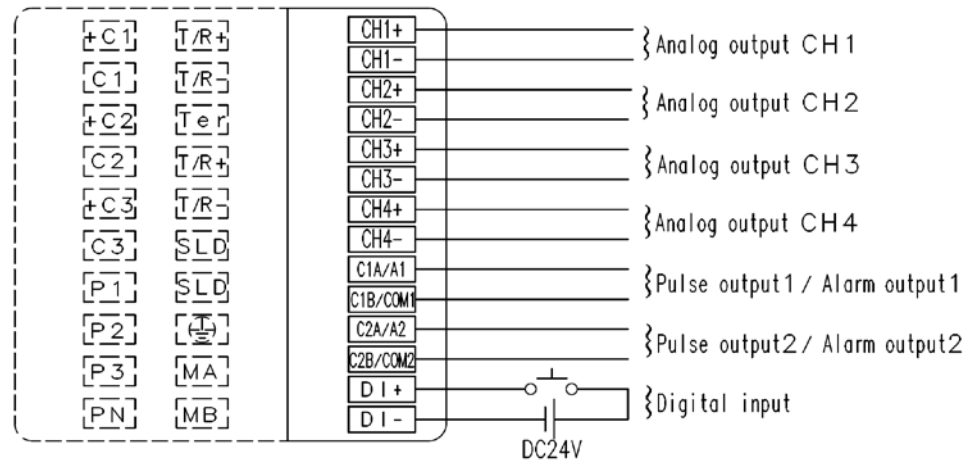 +C1 T/R+ CH1+
CH1- Analog output CH1
C1 T/R- CH2+
+C2 Ter CH2- Analog output CH2
C2 T/R+ CH3+
CH3- Analog output CH3
+C3 T/R- CH4+
C3 SLD CH4- Analog output CH4
C1A/A1
P1 SLD C1B/COM1 Pulse output1 / Alarm output1
P2 C2A/A2
C2B/COM2 Pulse output2 / Alarm output2
P3 MA DI+
PN MB DI- Digital input
DC24V